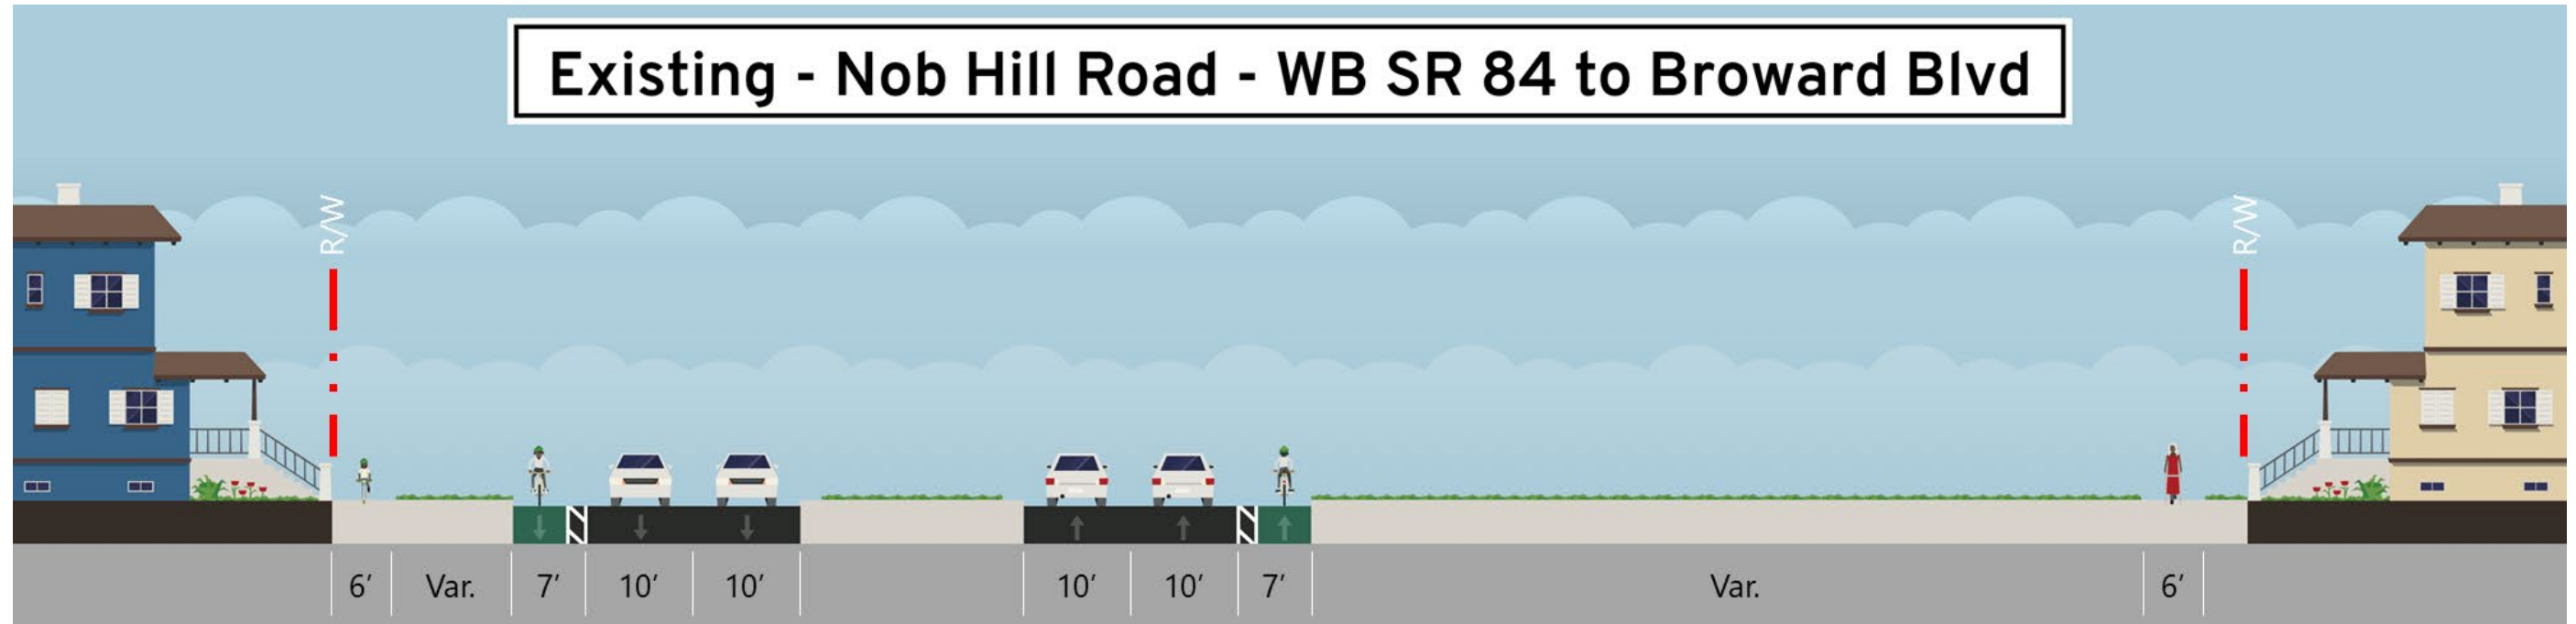 Existing - Nob Hill Road - WB SR 84 to Broward Blvd
R/W
R/W
6’ Var. 7’ 10’ 10’ 10’ 10’ 7’ Var. 6’